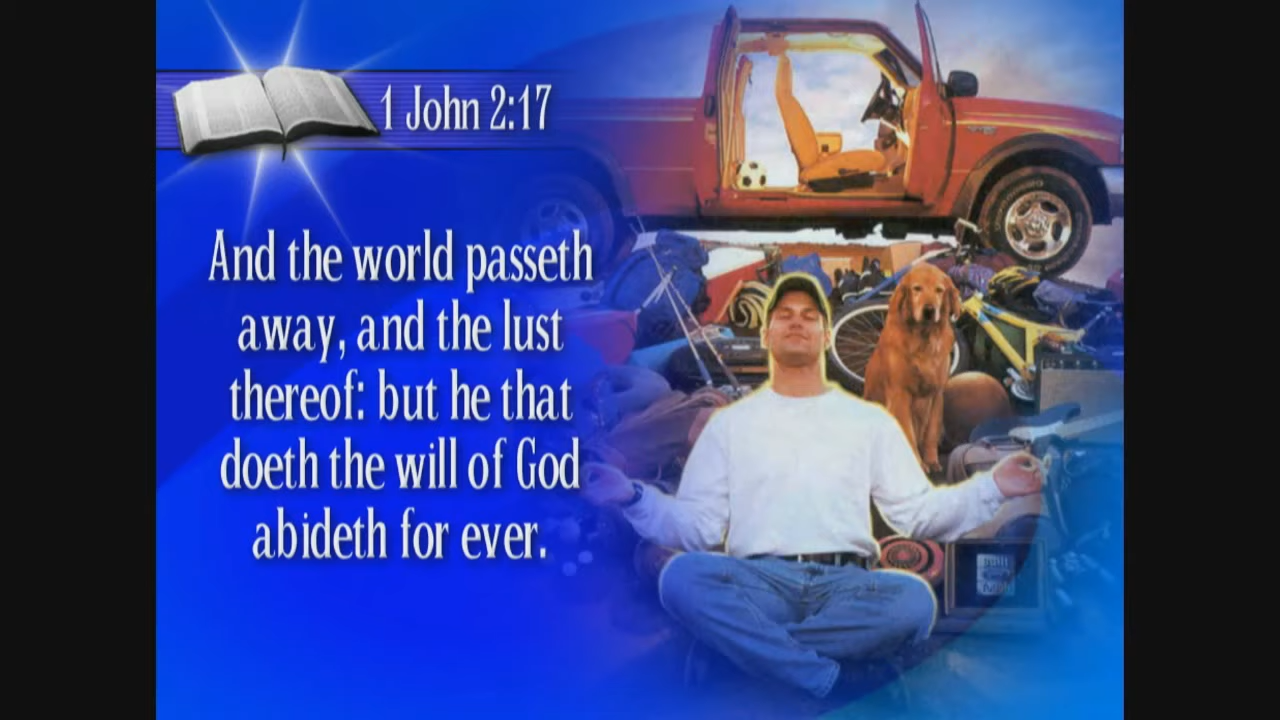 1 John 2:17
And the world passeth
away, and the lust
thereof: but he that
doeth the will of God
abideth for ever.